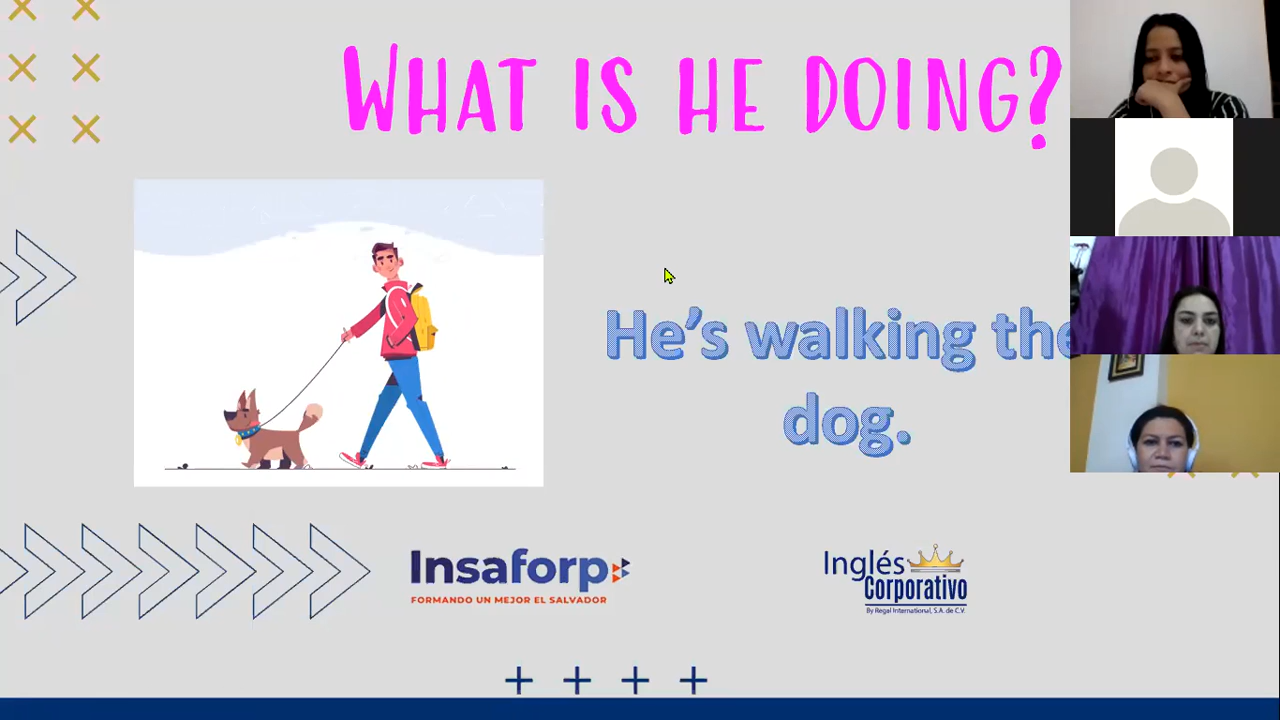 WHAT IS HE DOING?
He's walking the
dog.
Insaforp
FORMANDO UN MEJOR EL SALVADOR
Inglés
Corporativo
By Regal International, S.A. de C.V.